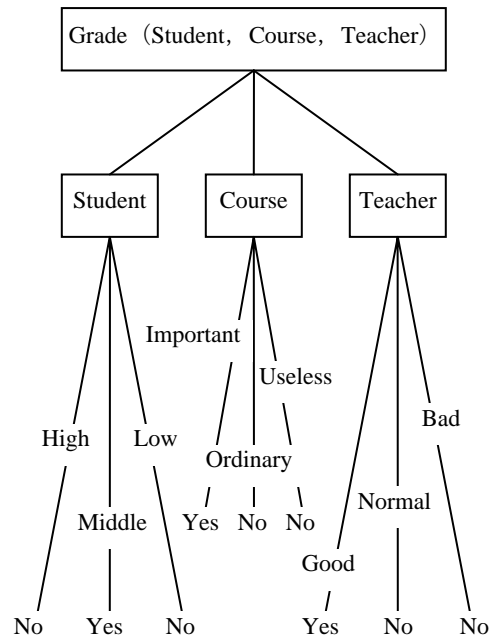 Grade（Student，Course，Teacher）
Student
Course
Teacher
Important
Useless
Bad
High
Low
Ordinary
Normal
Middle
Yes
No
No
Good
No
Yes
No
Yes
No
No